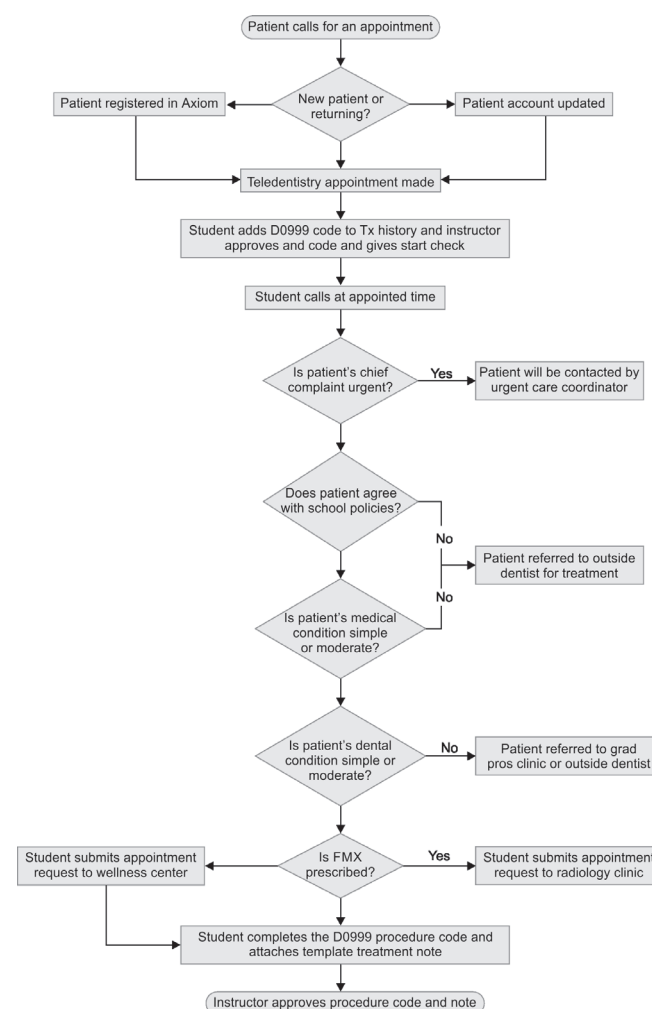 Patient calls for an appointment
New patient or
returning?
Patient registered in Axiom
Patient account updated
Teledentistry appointment made
Student adds D0999 code to Tx history and instructor
approves and code and gives start check
Student calls at appointed time
Is patient's chief
complaint urgent?
Yes
Patient will be contacted by
urgent care coordinator
Does patient agree
with school policies?
No
Patient referred to outside
dentist for treatment
No
Is patient's medical
condition simple
or moderate?
Is patient's dental
condition simple or
moderate?
No
Patient referred to grad
pros clinic or outside dentist
Student submits appointment
request to wellness center
Is FMX
prescribed?
Yes
Student submits appointment
request to radiology clinic
Student completes the D0999 procedure code and
attaches template treatment note
Instructor approves procedure code and note